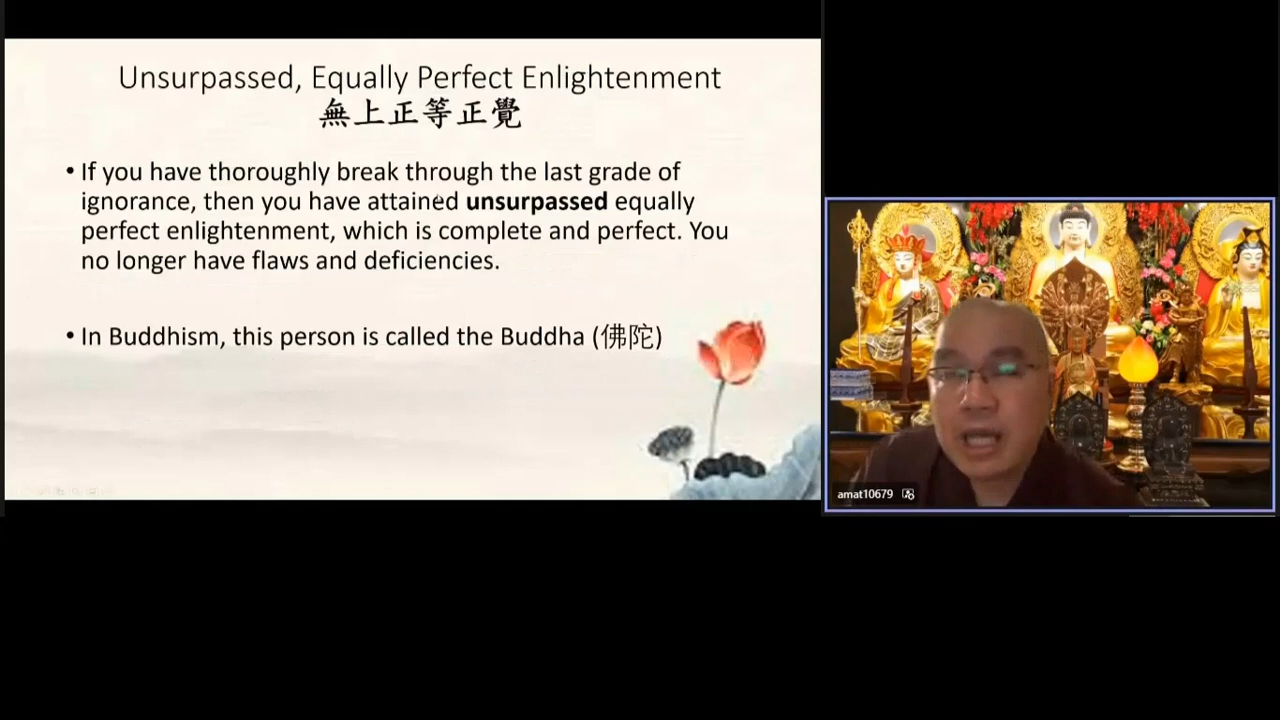 Unsurpassed, Equally Perfect Enlightenment
無上正等正覺
• If you have thoroughly break through the last grade of
ignorance, then you have attained unsurpassed equally
perfect enlightenment, which is complete and perfect. You
no longer have flaws and deficiencies.
• In Buddhism, this person is called the Buddha (佛陀)
amat10679